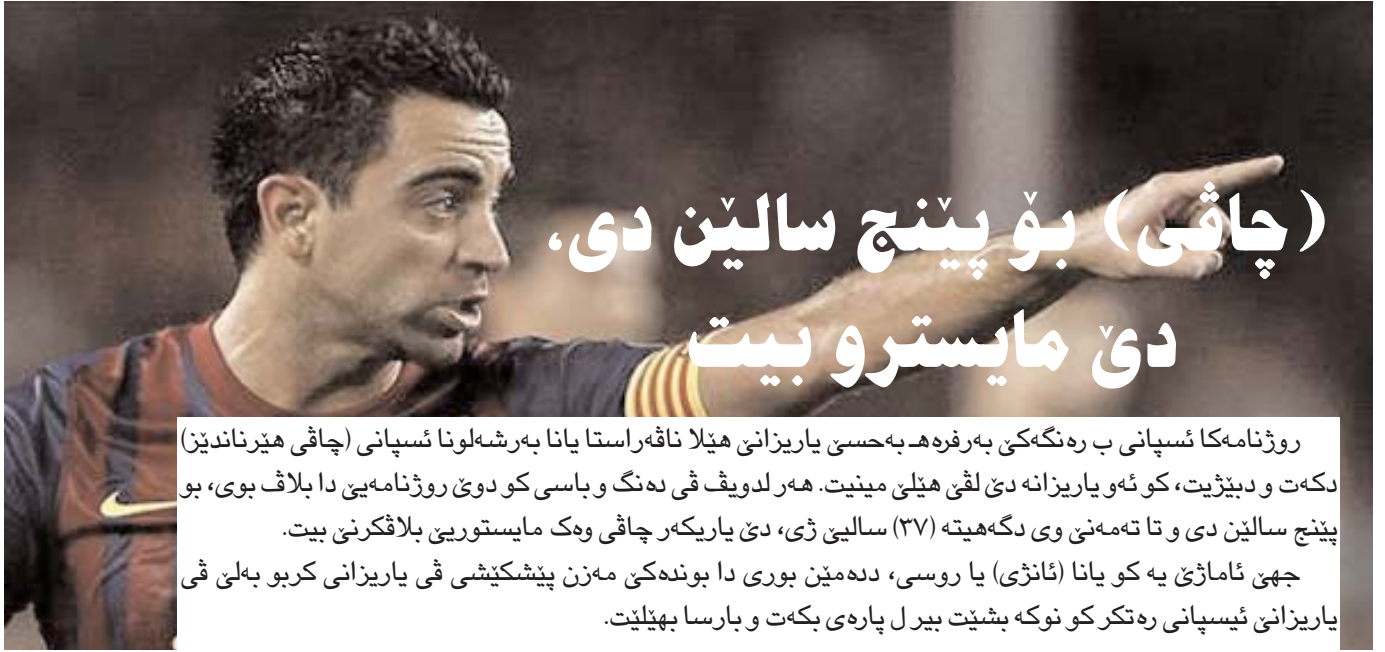 (چاڤی) بۆ پێنج سالێن دی،
دێ مایسترو بیت
روژنامەکا ئسپانی ب رەنگەکێ بەرفرەهـ بەحسێ یاریزانێ هێلا ناڤەراستا یانا بەرشەلونا ئسپانی (چاڤی هێرناندێز)
دکەت و دبێژیت، کو ئەو یاریزانە دێ لڤێ هێلێ مینیت. هەر لدویڤ ڤی دەنگ و باسی کو دوێ روژنامەیێ دا بلاڤ بوی، بو
پێنج سالێن دی و تا تەمەنێ وی دگەهیتە (٣٧) سالیێ ژی، دێ یاریکەر چاڤی وەک مایستوریێ بلاڤکرنێ بیت.
جهێ ئاماژێ یە کو یانا (ئانژی) یا روسی، ددەمێن بوری دا بوندەکێ مەزن پێشکێشی ڤی یاریزانی کربو بەلێ ڤی
یاریزانێ ئیسپانی رەتکر کو نوکە بشێت بیر ل پارەی بکەت و بارسا بهێلێت.